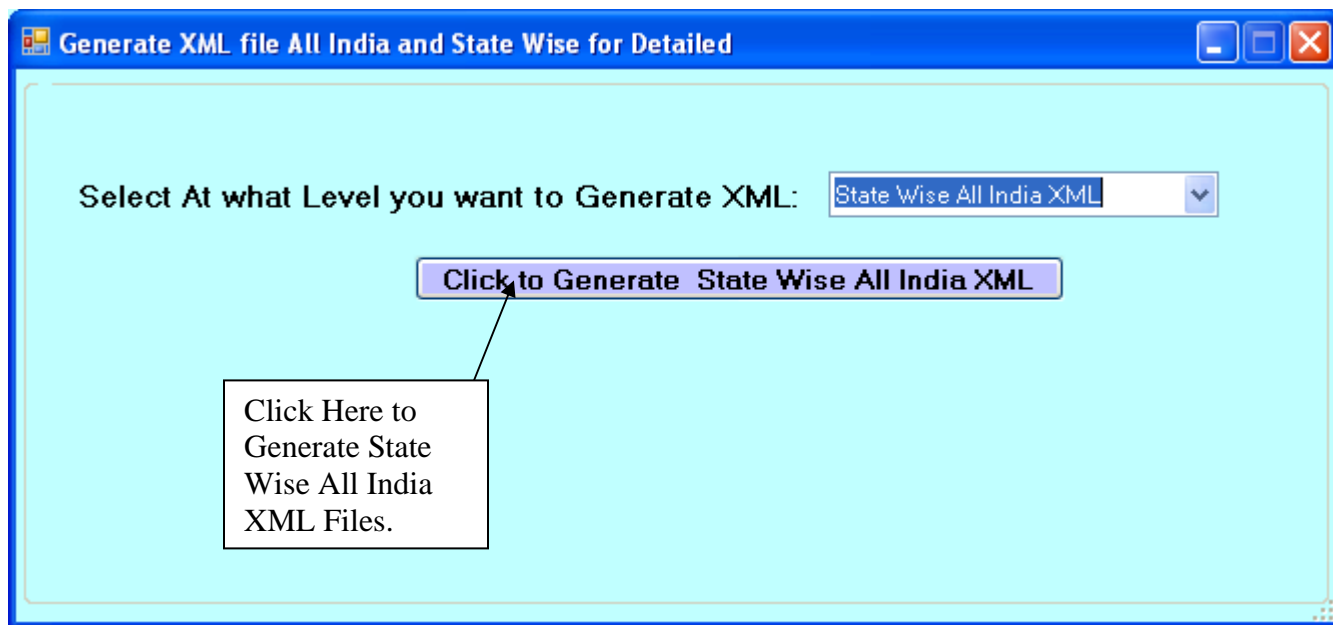 Generate XML file All India and State Wise for Detailed
Select At what Level you want to Generate XML: State Wise All India XML
Click to Generate  State Wise All India XML
Click Here to
Generate State
Wise All India
XML Files.